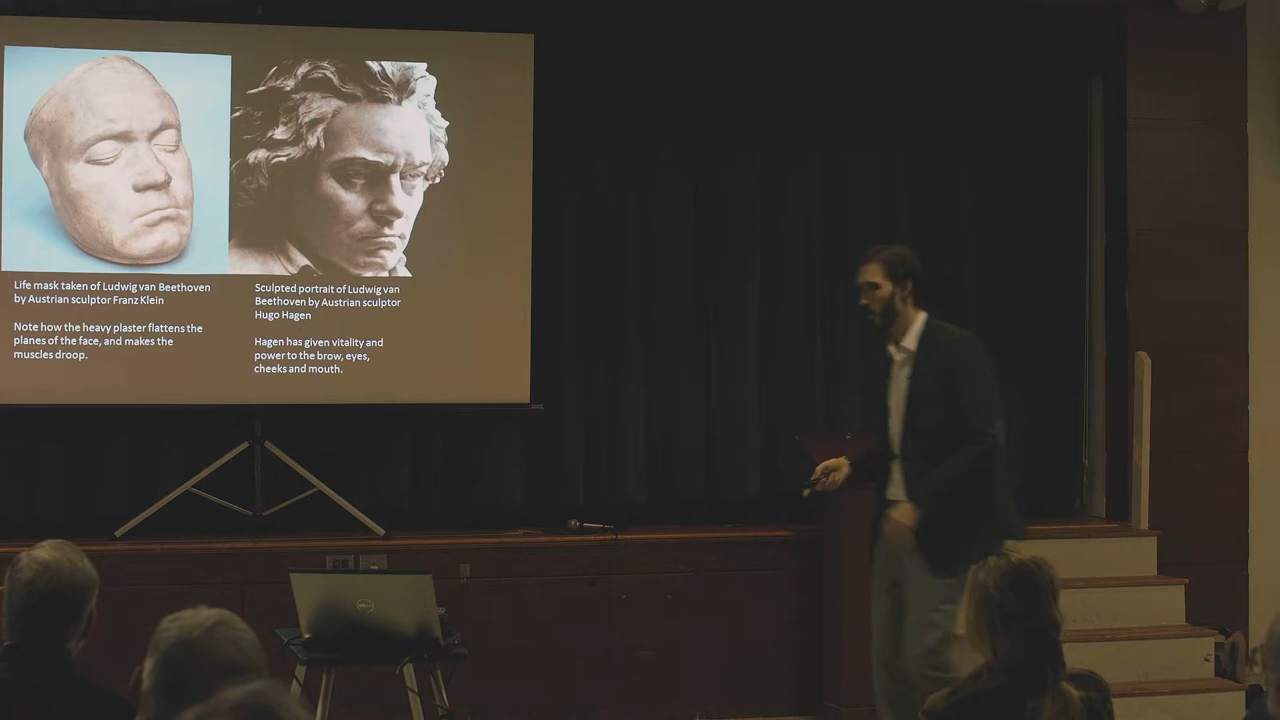 Life mask taken of Ludwig van Beethoven
by Austrian sculptor Franz Klein
Note how the heavy plaster flattens the
planes of the face, and makes the
muscles droop.
Sculpted portrait of Ludwig van
Beethoven by Austrian sculptor
Hugo Hagen
Hagen has given vitality and
power to the brow, eyes,
cheeks and mouth.
DELL